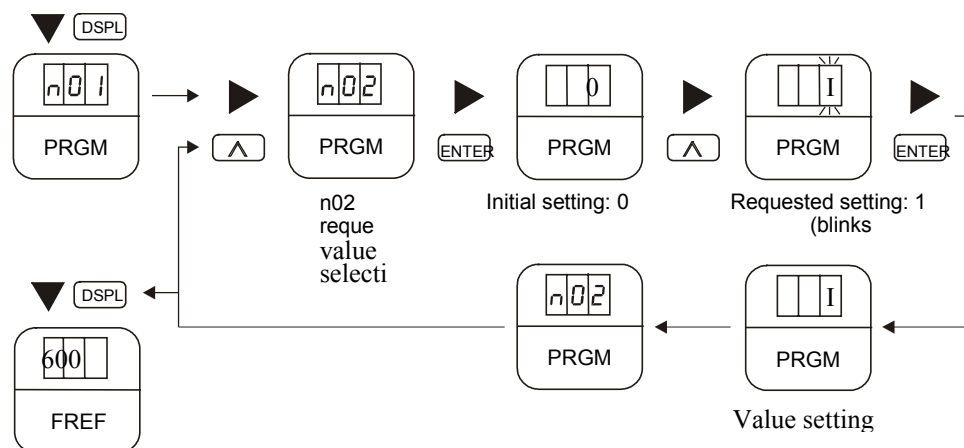 DSPL
n01
PRGM
∧
n02
PRGM
ENTER
0
PRGM
∧
I
PRGM
ENTER
n02
reque
value
selecti
Initial setting: 0
Requested setting: 1
(blinks
DSPL
600
FREF
n02
PRGM
I
PRGM
Value setting